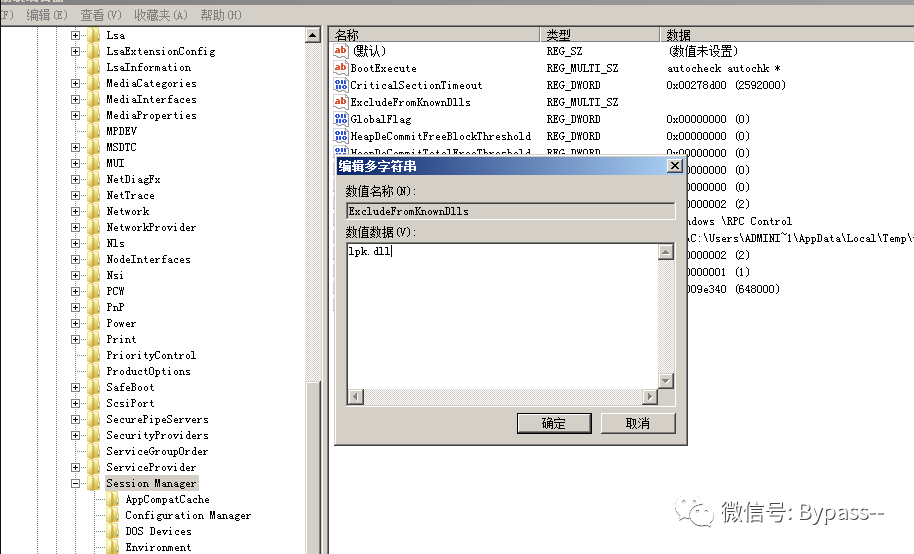 (F) 编辑(E) 查看(V) 收藏夹(A) 帮助(H)
Lsa
LsaExtensionConfig
LsaInformation
MediaCategories
MediaInterfaces
MediaProperties
MPDEV
MSDTC
MUI
NetDiagFx
NetTrace
Network
NetworkProvider
Nls
NodeInterfaces
Nsi
PCW
PnP
Power
Print
PriorityControl
ProductOptions
SafeBoot
ScsiPort
SecurePipeServers
SecurityProviders
ServiceGroupOrder
ServiceProvider
Session Manager
AppCompatCache
Configuration Manager
DOS Devices
Environment
名称 类型 数据
(默认) REG_SZ (数值未设置)
BootExecute REG_MULTI_SZ autocheck autochk *
CriticalSectionTimeout REG_DWORD 0x00278d00 (2592000)
ExcludeFromKnownDlls REG_MULTI_SZ
GlobalFlag REG_DWORD 0x00000000 (0)
HeapDeCommitFreeBlockThreshold REG_DWORD 0x00000000 (0)
HeapDeCommitTotalFreeThreshold REG_DWORD 0x00000000 (0)
00000000 (0)
00000000 (0)
0000002 (2)
ndows \RPC Control
\C:\Users\ADMINI~1\AppData\Local\Temp\
0000002 (2)
0000001 (1)
009e340 (648000)
编辑多字符串
数值名称(N):
ExcludeFromKnownDlls
数值数据(V):
lpk.dll
确定 取消
微信号: Bypass--